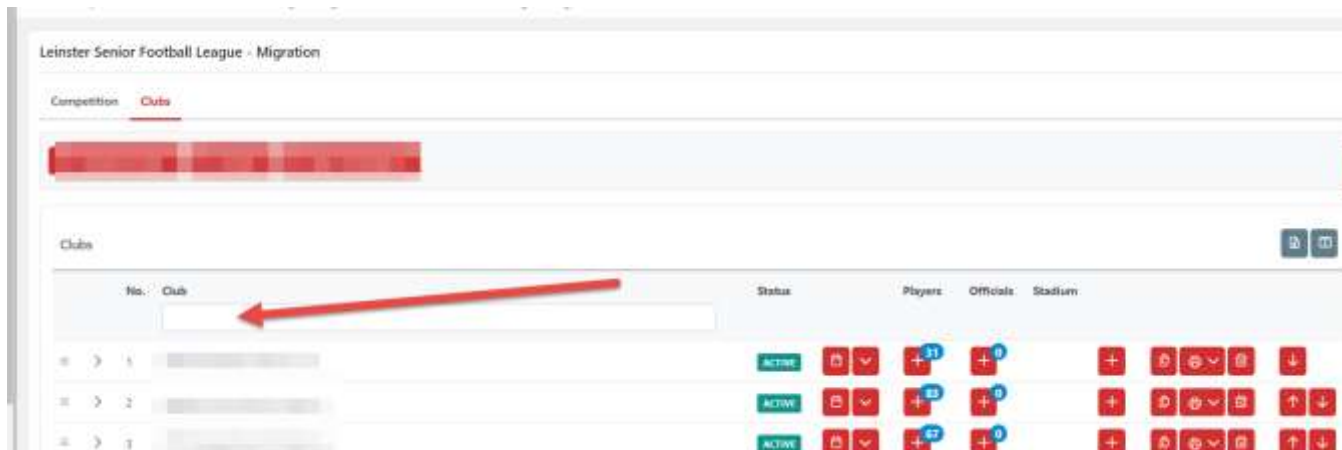 Leinster Senior Football League - Migration
Competition Clubs
Clubs
No. Club Status Players Officials Stadium
1 ACTIVE 31 0
2 ACTIVE 83 0
3 ACTIVE 67 0